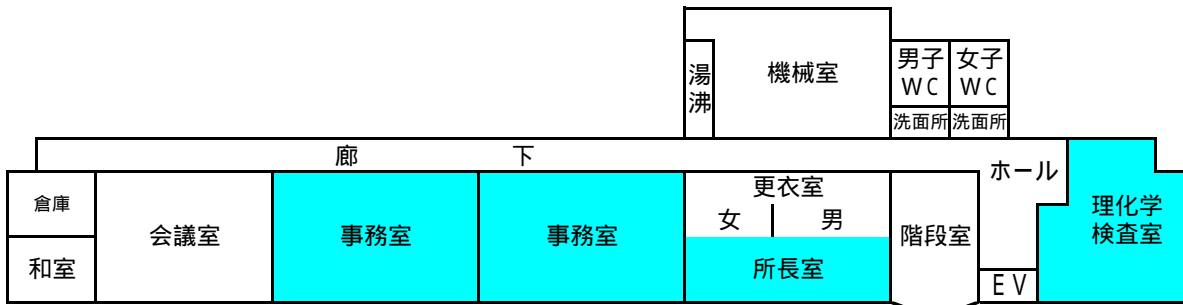 湯沸
機械室
男子
WC
女子
WC
洗面所
洗面所
廊下
ホール
倉庫
和室
会議室
事務室
事務室
更衣室
女
男
所長室
階段室
EV
理化学
検査室